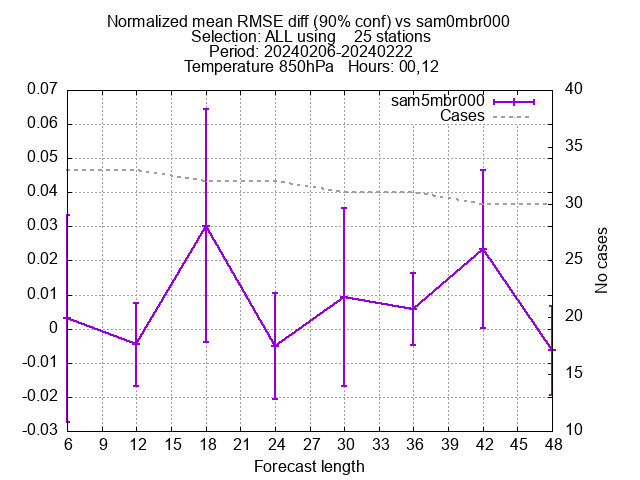 Normalized mean RMSE diff (90% conf) vs sam0mbr000
Selection: ALL using    25 stations
Period: 20240206-20240222
Temperature 850hPa   Hours: 00,12
sam5mbr000
Cases
0.07
0.06
0.05
0.04
0.03
0.02
0.01
0
-0.01
-0.02
-0.03
40
35
30
25
20
15
10
No cases
6 9 12 15 18 21 24 27 30 33 36 39 42 45 48
Forecast length